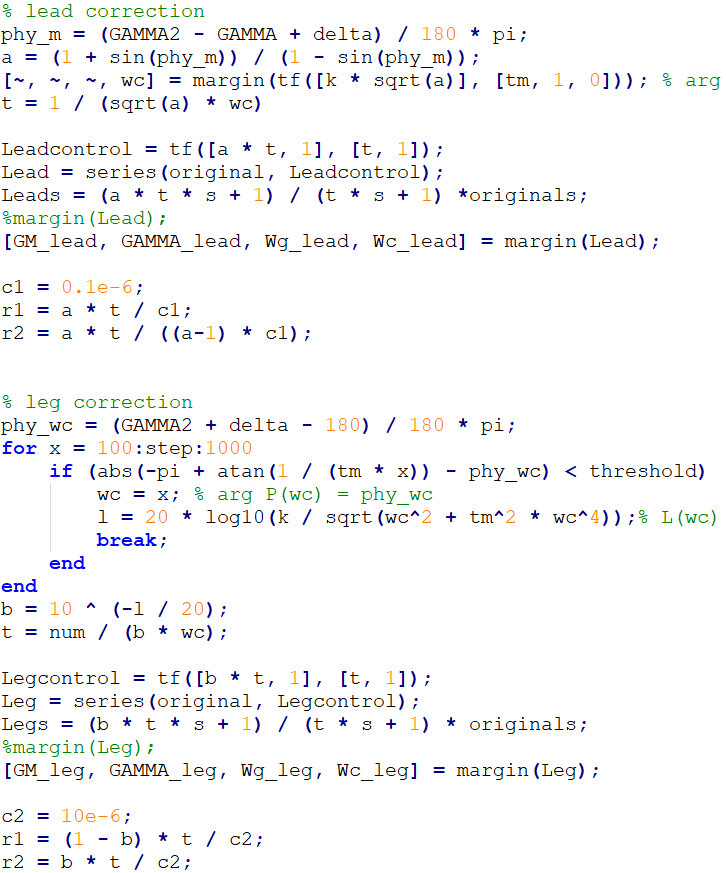 % lead correction
phy_m = (GAMMA2 - GAMMA + delta) / 180 * pi;
a = (1 + sin(phy_m)) / (1 - sin(phy_m));
[~, ~, ~, wc] = margin(tf([k * sqrt(a)], [tm, 1, 0])); % arg
t = 1 / (sqrt(a) * wc)
Leadcontrol = tf([a * t, 1], [t, 1]);
Lead = series(original, Leadcontrol);
Leads = (a * t * s + 1) / (t * s + 1) *originals;
%margin(Lead);
[GM_lead, GAMMA_lead, Wg_lead, Wc_lead] = margin(Lead);
c1 = 0.1e-6;
r1 = a * t / c1;
r2 = a * t / ((a-1) * c1);
% leg correction
phy_wc = (GAMMA2 + delta - 180) / 180 * pi;
for x = 100:step:1000
    if (abs(-pi + atan(1 / (tm * x)) - phy_wc) < threshold)
        wc = x; % arg P(wc) = phy_wc
        l = 20 * log10(k / sqrt(wc^2 + tm^2 * wc^4));% L(wc)
        break;
    end
end
b = 10 ^ (-l / 20);
t = num / (b * wc);
Legcontrol = tf([b * t, 1], [t, 1]);
Leg = series(original, Legcontrol);
Legs = (b * t * s + 1) / (t * s + 1) * originals;
%margin(Leg);
[GM_leg, GAMMA_leg, Wg_leg, Wc_leg] = margin(Leg);
c2 = 10e-6;
r1 = (1 - b) * t / c2;
r2 = b * t / c2;